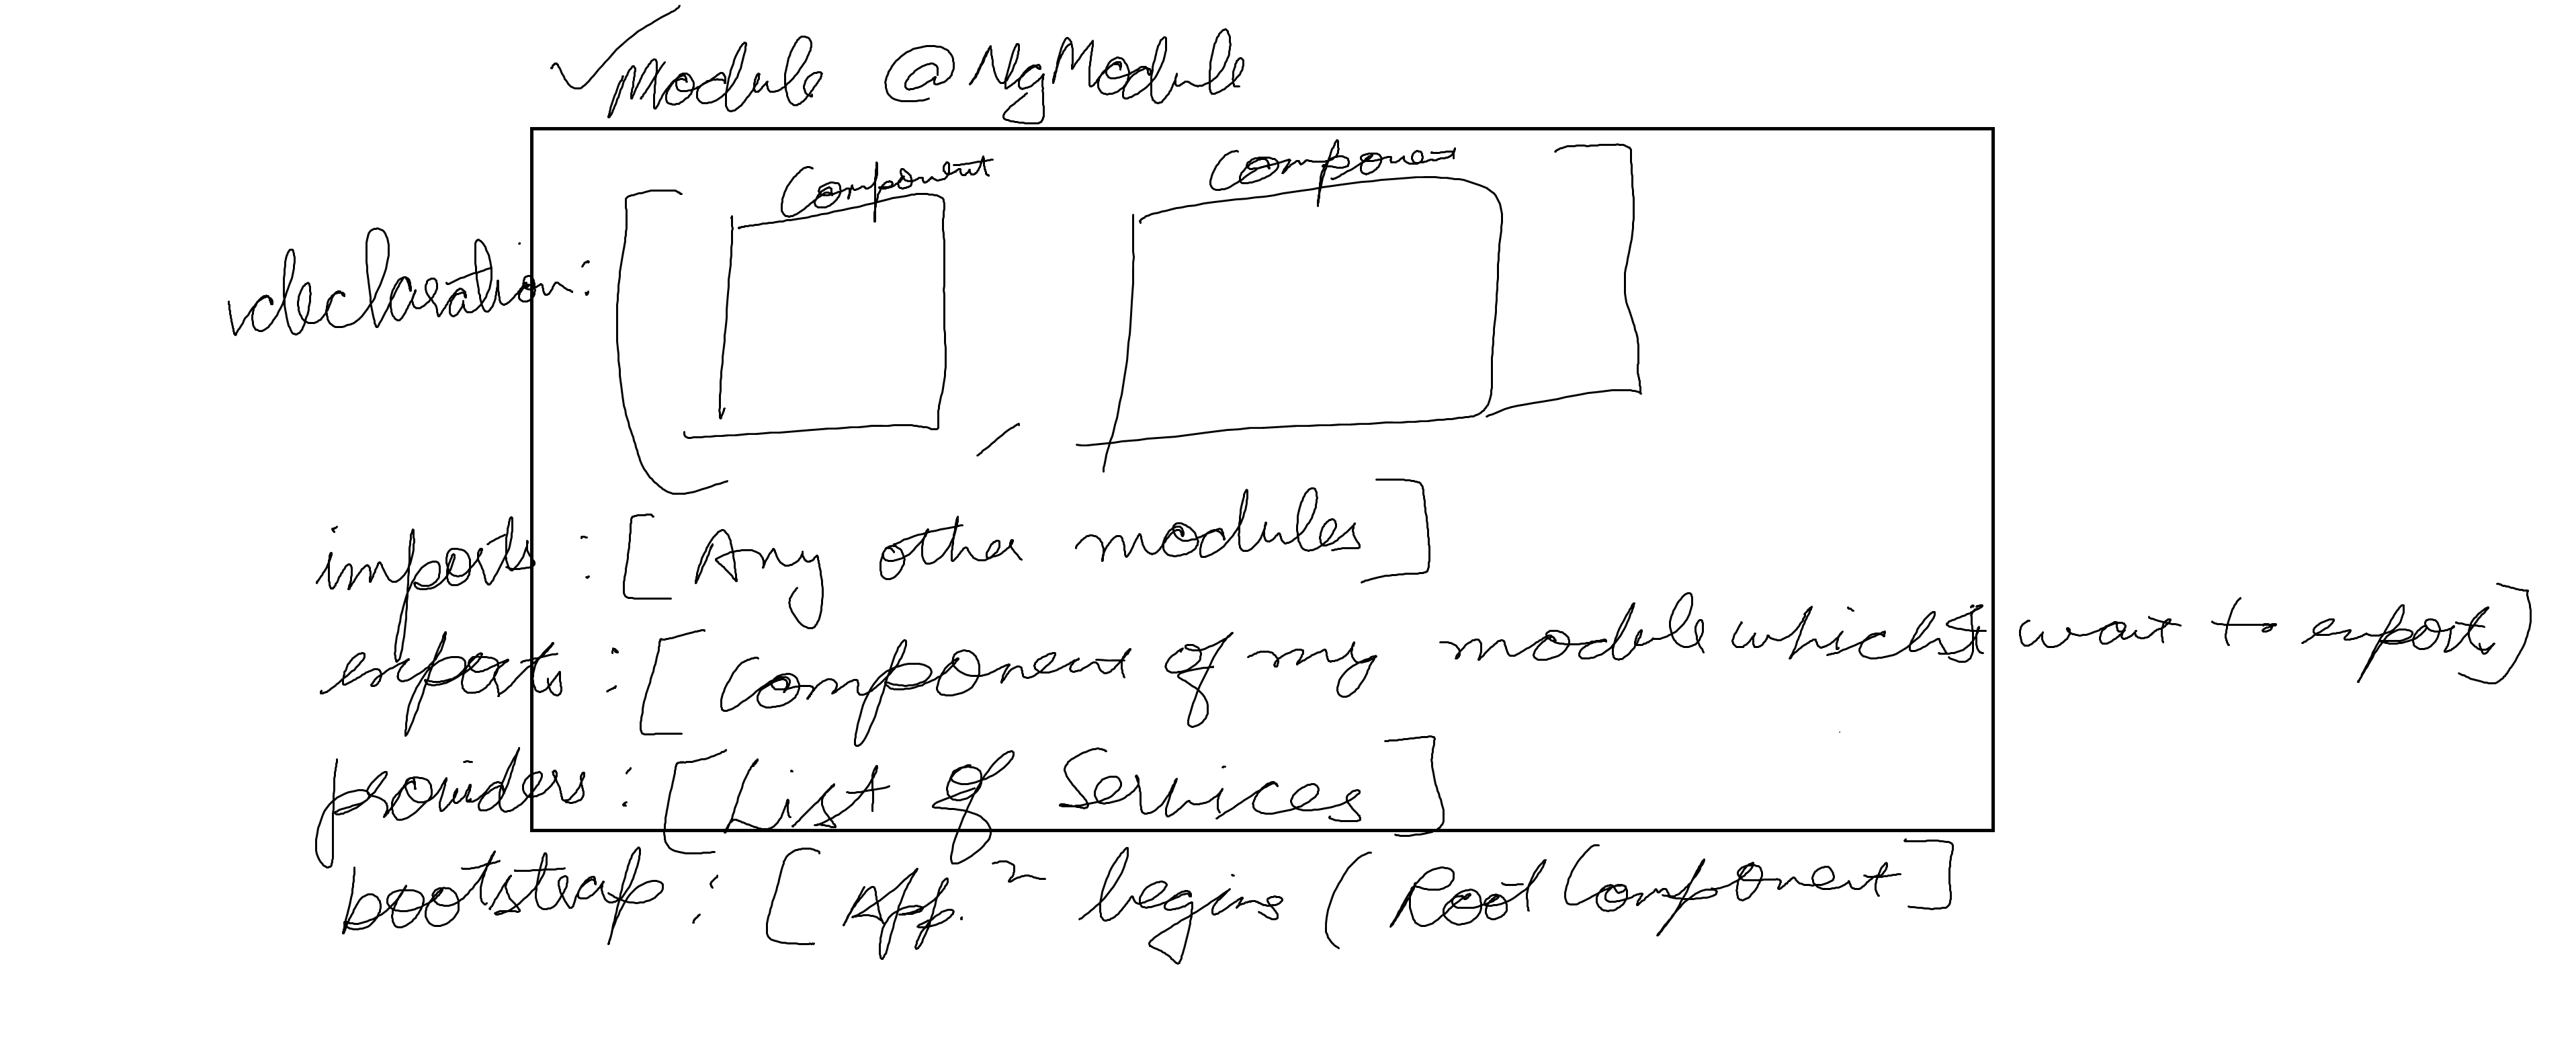 Module @NgModule
Component Component
declaration:
imports : [ Any other modules ]
exports : [ Component of my module which I want to export ]
providers : [ List of Services ]
bootstrap : [ App.n begins ( Root Component ]